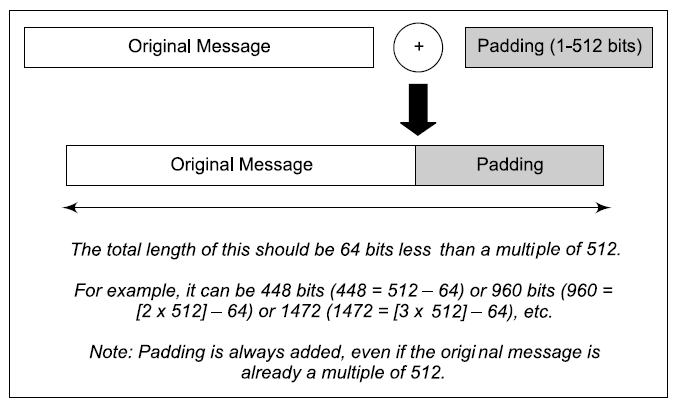 Original Message
+
Padding (1-512 bits)
Original Message
Padding
The total length of this should be 64 bits less than a multiple of 512.
For example, it can be 448 bits (448 = 512 – 64) or 960 bits (960 =
[2 x 512] – 64) or 1472 (1472 = [3 x 512] – 64), etc.
Note: Padding is always added, even if the original message is
already a multiple of 512.